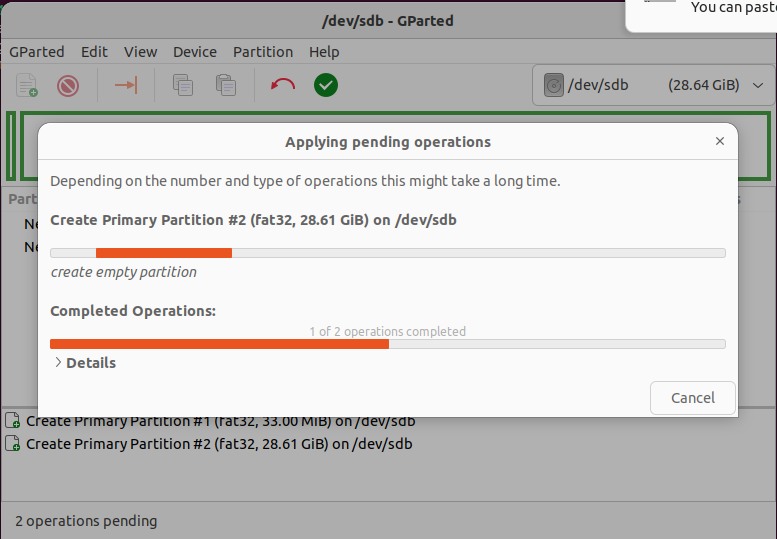 You can paste
/dev/sdb - GParted
GParted Edit View Device Partition Help
/dev/sdb (28.64 GiB)
Applying pending operations
Depending on the number and type of operations this might take a long time.
Part
Create Primary Partition #2 (fat32, 28.61 GiB) on /dev/sdb
Ne
Ne
create empty partition
Completed Operations:
1 of 2 operations completed
Details
Cancel
Create Primary Partition #1 (fat32, 33.00 MiB) on /dev/sdb
Create Primary Partition #2 (fat32, 28.61 GiB) on /dev/sdb
2 operations pending